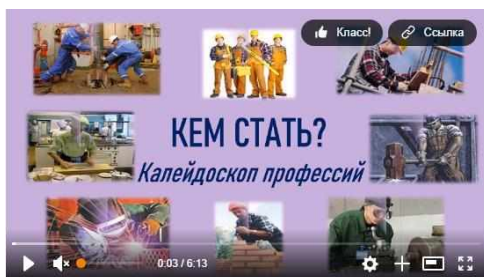 Класс! Ссылка
КЕМ СТАТЬ?
Калейдоскоп профессий
0:03 / 6:13